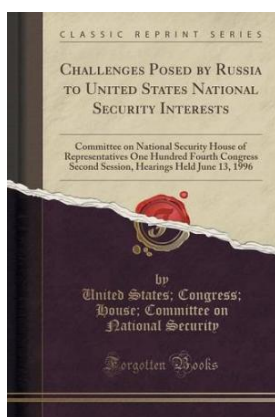 CLASSIC REPRINT SERIES
CHALLENGES POSED BY RUSSIA
TO UNITED STATES NATIONAL
SECURITY INTERESTS
Committee on National Security House of
Representatives One Hundred Fourth Congress
Second Session, Hearings Held June 13, 1996
by
United States; Congress;
House; Committee on
National Security
Forgotten Books